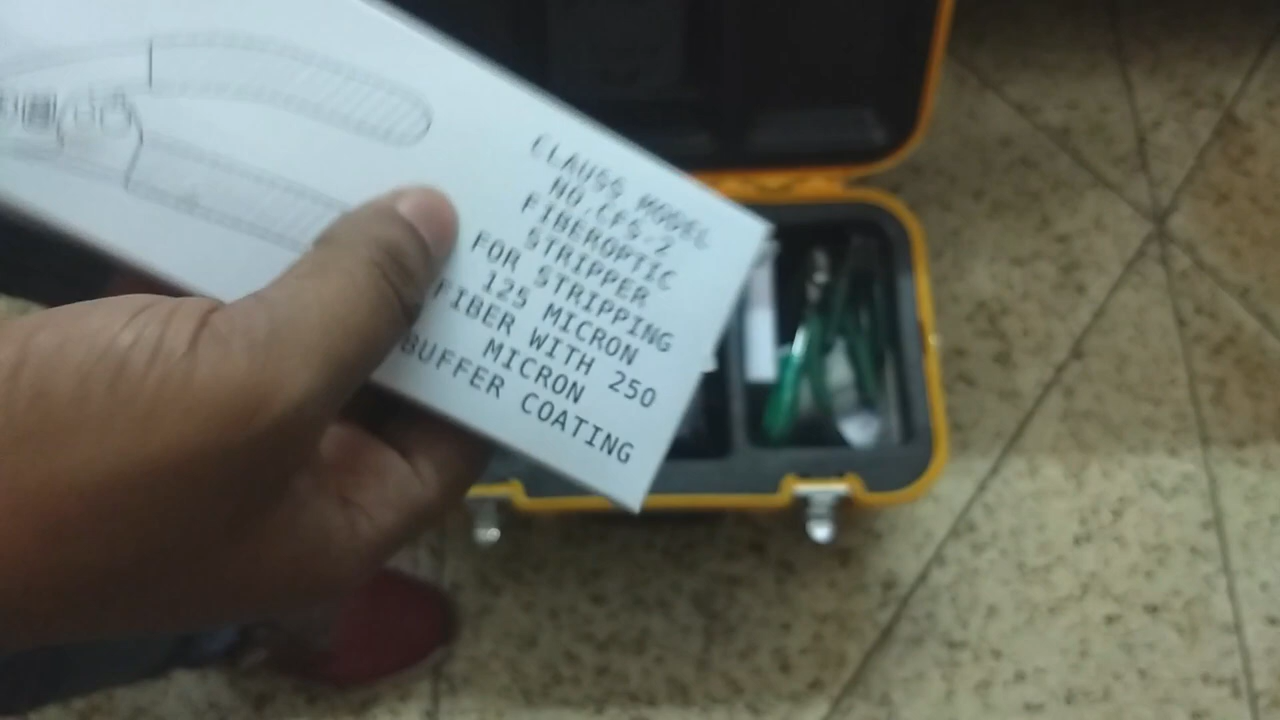 CLAUSS MODEL
NO.CFS-2
FIBEROPTIC
STRIPPER
FOR STRIPPING
125 MICRON
FIBER WITH 250
MICRON
BUFFER COATING